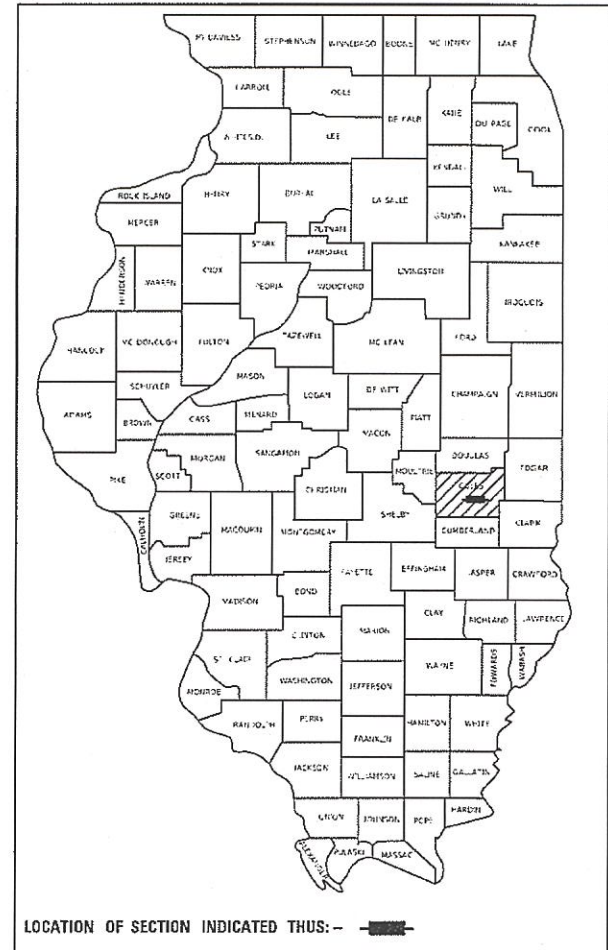 JO DAVIESS STEPHENSON WINNEBAGO BOONE MC HENRY LAKE
CARROLL OGLE
DE KALB KANE
DU PAGE COOK
WHITESIDE LEE
KENDALL WILL
ROCK ISLAND HENRY BUREAU LA SALLE
GRUNDY
MERCER PUTNAM
STARK MARSHALL KANKAKEE
HENDERSON WARREN KNOX
PEORIA WOODFORD LIVINGSTON
IROQUOIS
HANCOCK MC DONOUGH FULTON TAZEWELL MC LEAN FORD
MASON
SCHUYLER LOGAN DE WITT CHAMPAIGN VERMILION
ADAMS BROWN CASS MENARD PIATT
MACON
DOUGLAS
PIKE SCOTT MORGAN SANGAMON MOULTRIE EDGAR
CHRISTIAN COLES
GREENE SHELBY
CALHOUN MACOUPIN MONTGOMERY CUMBERLAND CLARK
JERSEY
FAYETTE EFFINGHAM JASPER CRAWFORD
MADISON BOND
CLAY RICHLAND LAWRENCE
CLINTON MARION
ST. CLAIR WAYNE EDWARDS WABASH
WASHINGTON JEFFERSON
MONROE
RANDOLPH PERRY HAMILTON WHITE
FRANKLIN
JACKSON WILLIAMSON SALINE GALLATIN
HARDIN
UNION JOHNSON POPE
ALEXANDER PULASKI MASSAC
LOCATION OF SECTION INDICATED THUS: -